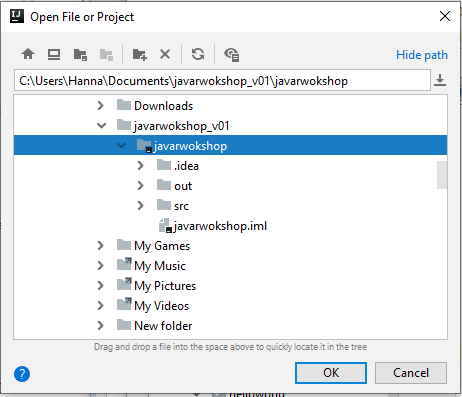 IJ Open File or Project
Hide path
C:\Users\Hanna\Documents\javarwokshop_v01\javarwokshop
Downloads
javarwokshop_v01
javarwokshop
.idea
out
src
javarwokshop.iml
My Games
My Music
My Pictures
My Videos
New folder
Drag and drop a file into the space above to quickly locate it in the tree
? OK Cancel
helloworld